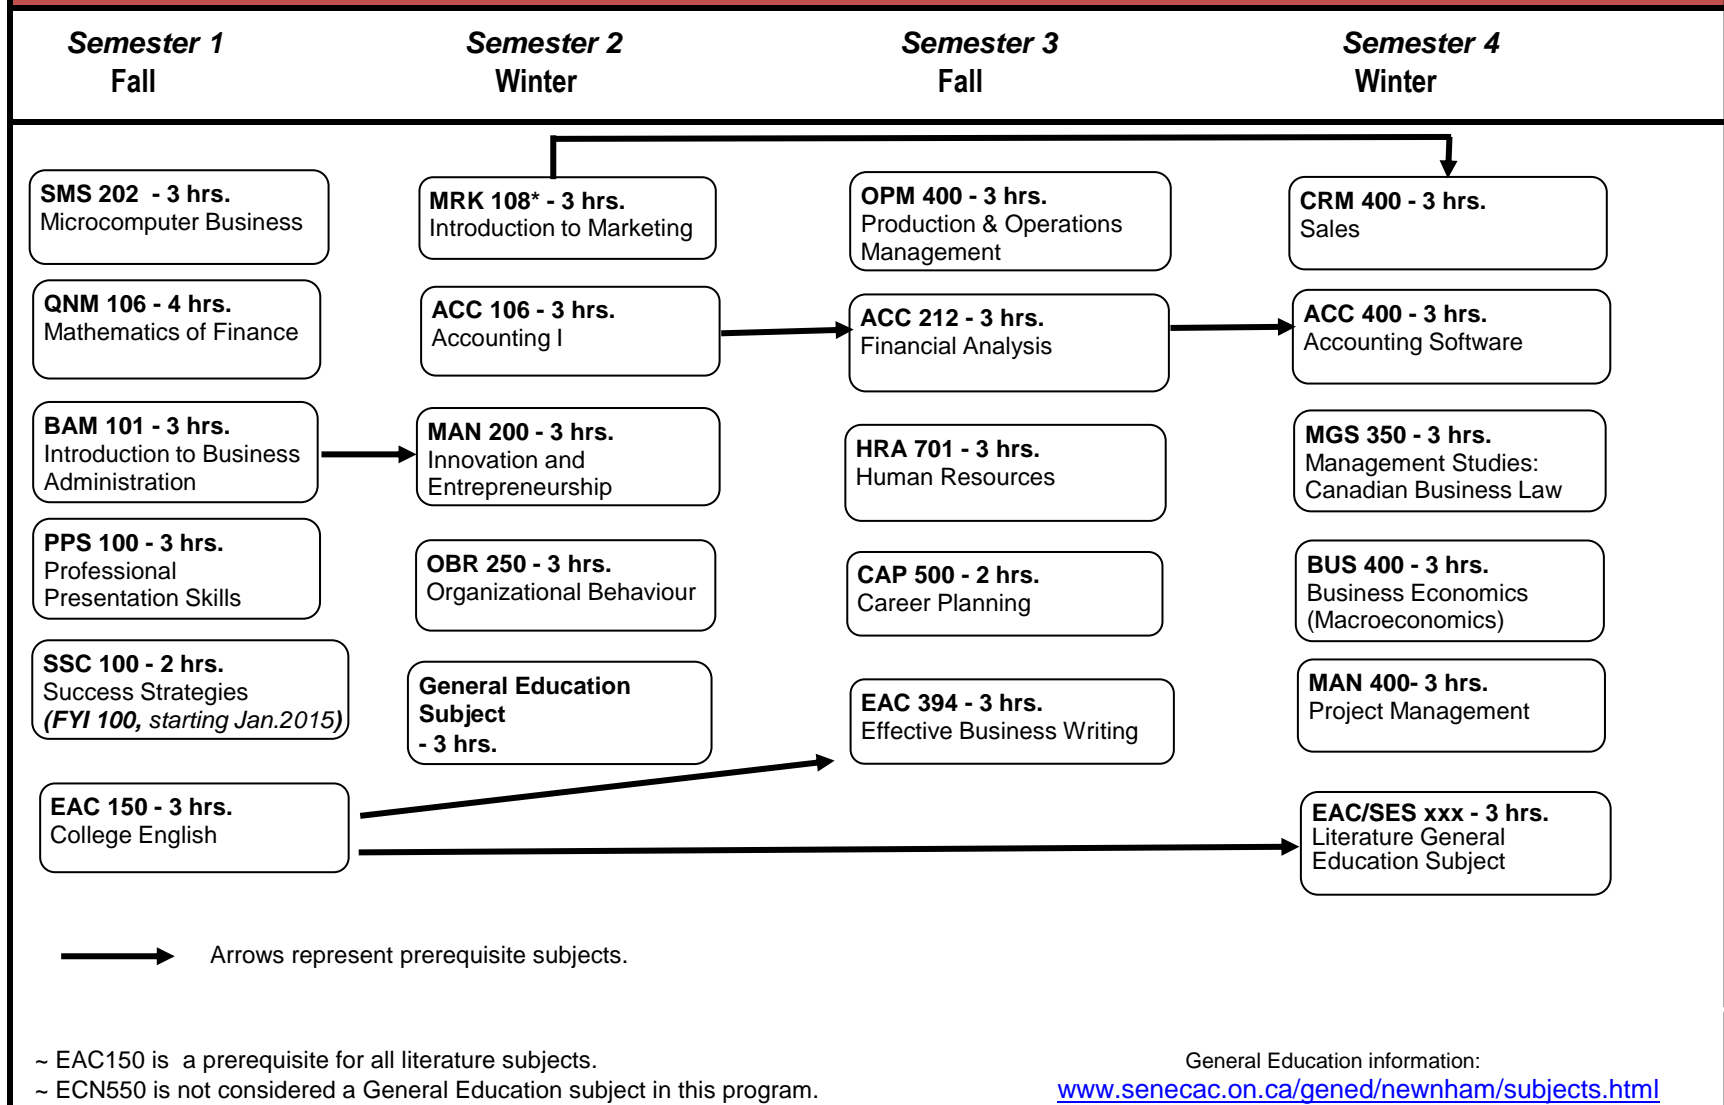 Semester 1
Fall
Semester 2
Winter
Semester 3
Fall
Semester 4
Winter
SMS 202  - 3 hrs.
Microcomputer Business
QNM 106 - 4 hrs.
Mathematics of Finance
BAM 101 - 3 hrs.
Introduction to Business
Administration
PPS 100 - 3 hrs.
Professional
Presentation Skills
SSC 100 - 2 hrs.
Success Strategies
(FYI 100, starting Jan.2015)
EAC 150 - 3 hrs.
College English
MRK 108* - 3 hrs.
Introduction to Marketing
ACC 106 - 3 hrs.
Accounting I
MAN 200 - 3 hrs.
Innovation and
Entrepreneurship
OBR 250 - 3 hrs.
Organizational Behaviour
General Education
Subject
- 3 hrs.
OPM 400 - 3 hrs.
Production & Operations
Management
ACC 212 - 3 hrs.
Financial Analysis
HRA 701 - 3 hrs.
Human Resources
CAP 500 - 2 hrs.
Career Planning
EAC 394 - 3 hrs.
Effective Business Writing
CRM 400 - 3 hrs.
Sales
ACC 400 - 3 hrs.
Accounting Software
MGS 350 - 3 hrs.
Management Studies:
Canadian Business Law
BUS 400 - 3 hrs.
Business Economics
(Macroeconomics)
MAN 400- 3 hrs.
Project Management
EAC/SES xxx - 3 hrs.
Literature General
Education Subject
Arrows represent prerequisite subjects.
~ EAC150 is  a prerequisite for all literature subjects.
~ ECN550 is not considered a General Education subject in this program.
General Education information:
www.senecac.on.ca/gened/newnham/subjects.html